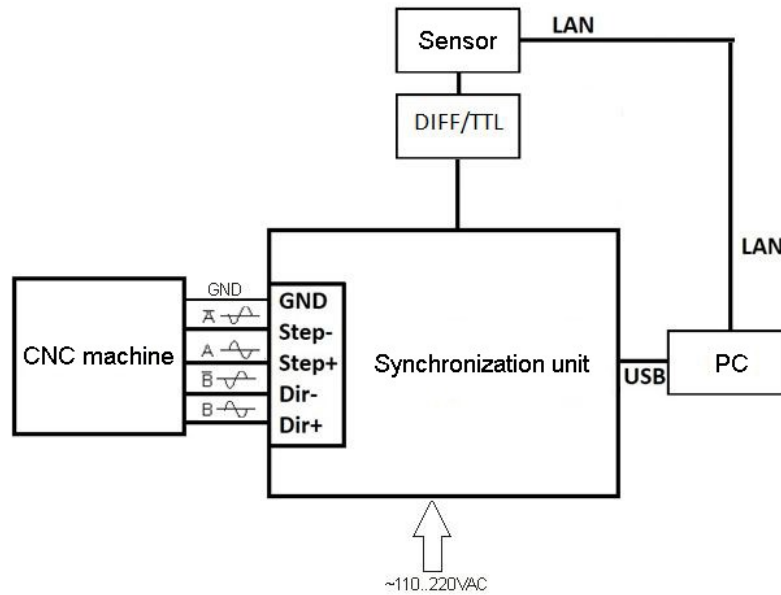 Sensor
LAN
DIFF/TTL
LAN
CNC machine
GND
A̅
A
B̅
B
GND
Step-
Step+
Dir-
Dir+
Synchronization unit
USB
PC
~110..220VAC